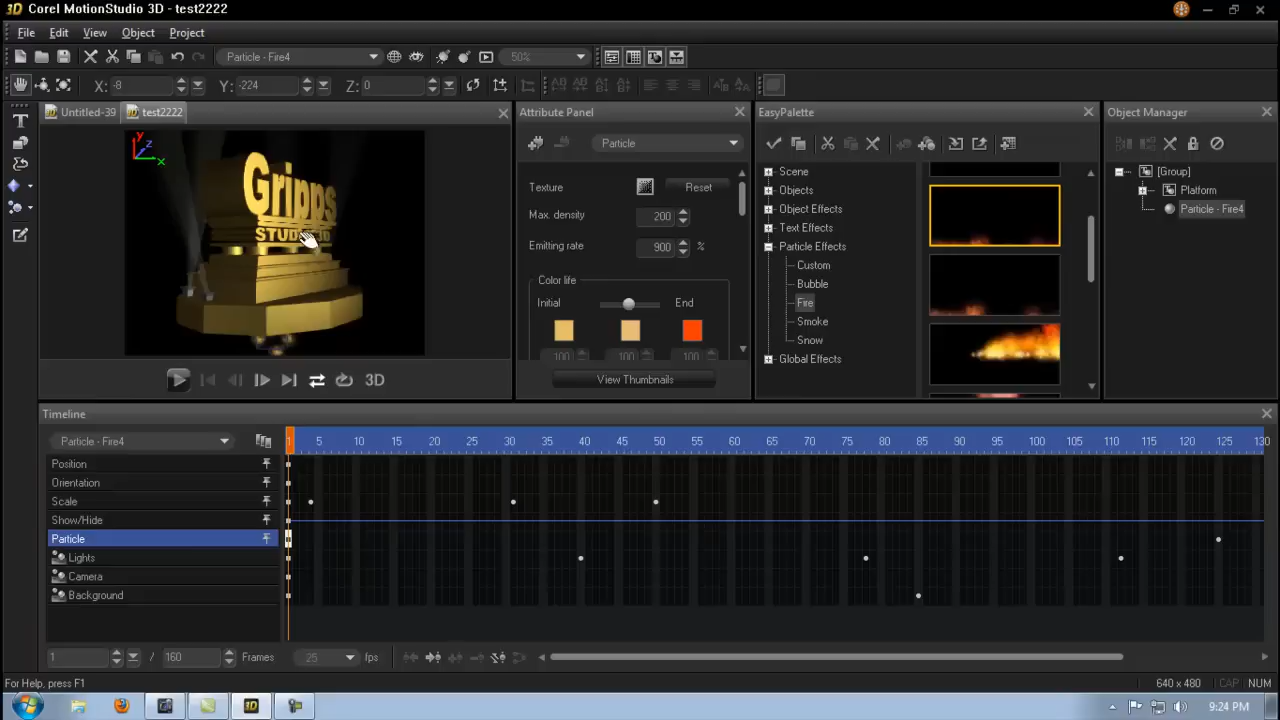 3D Corel MotionStudio 3D - test2222
File Edit View Object Project
Particle - Fire4 50%
X: -8 Y: -224 Z: 0
Untitled-39 test2222
Attribute Panel
EasyPalette
Object Manager
y
z
x
Gripps
Particle
Texture Reset
Max. density 200
Emitting rate 900 %
Color life
Initial End
100 100 100
View Thumbnails
Scene
Objects
Object Effects
Text Effects
Particle Effects
Custom
Bubble
Fire
Smoke
Snow
Global Effects
[Group]
Platform
Particle - Fire4
3D
Timeline
Particle - Fire4
1 5 10 15 20 25 30 35 40 45 50 55 60 65 70 75 80 85 90 95 100 105 110 115 120 125 130
Position
Orientation
Scale
Show/Hide
Particle
Lights
Camera
Background
1 / 160 Frames 25 fps
For Help, press F1
640 x 480 CAP NUM
3D
9:24 PM